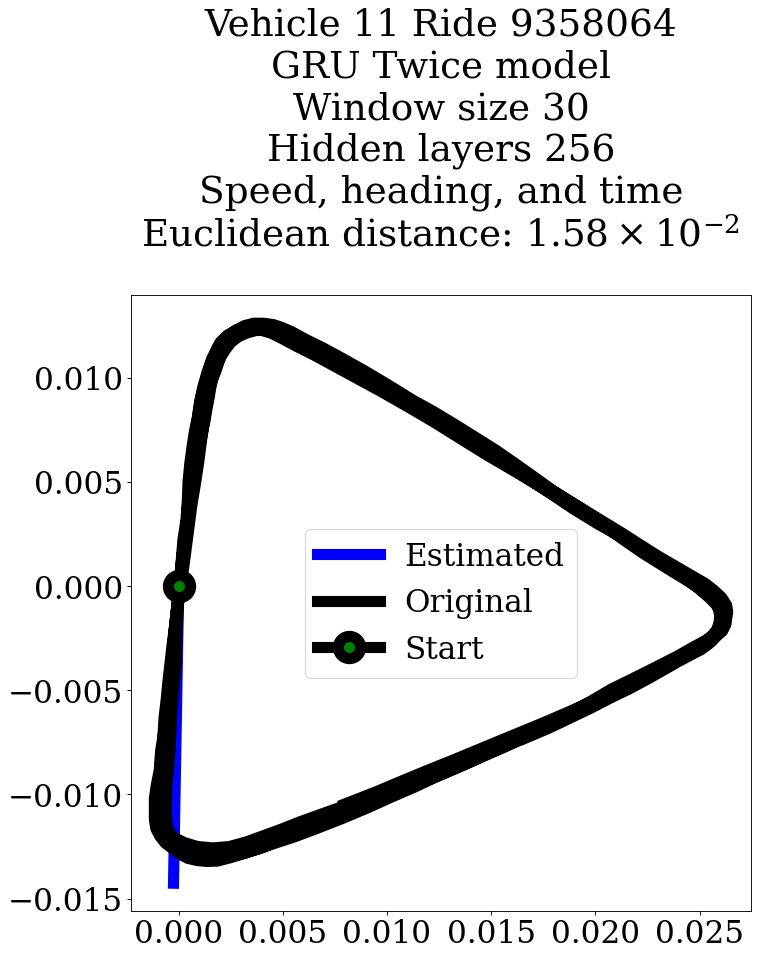 Vehicle 11 Ride 9358064
GRU Twice model
Window size 30
Hidden layers 256
Speed, heading, and time
Euclidean distance: 1.58 × 10⁻²
0.010
0.005
0.000
−0.005
−0.010
−0.015
Estimated
Original
Start
0.000 0.005 0.010 0.015 0.020 0.025